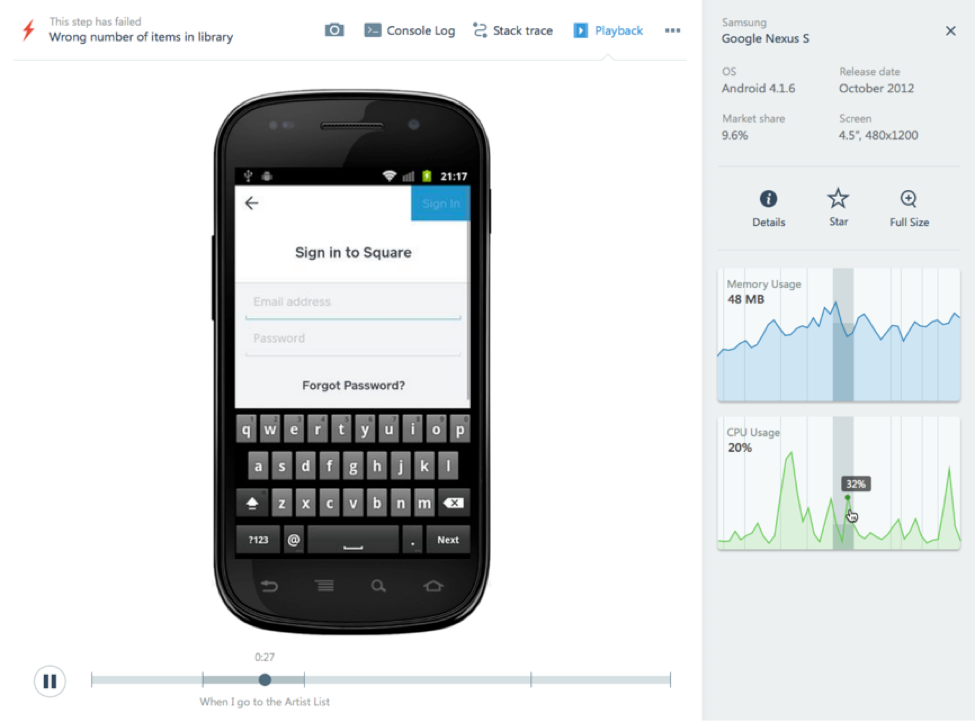 This step has failed
Wrong number of items in library
Console Log
Stack trace
Playback
21:17
Sign In
Sign in to Square
Email address
Password
Forgot Password?
q w e r t y u i o p
a s d f g h j k l
z x c v b n m
?123 @ . Next
0:27
When I go to the Artist List
Samsung
Google Nexus S
OS Release date
Android 4.1.6 October 2012
Market share Screen
9.6% 4.5", 480x1200
Details Star Full Size
Memory Usage
48 MB
CPU Usage
20%
32%